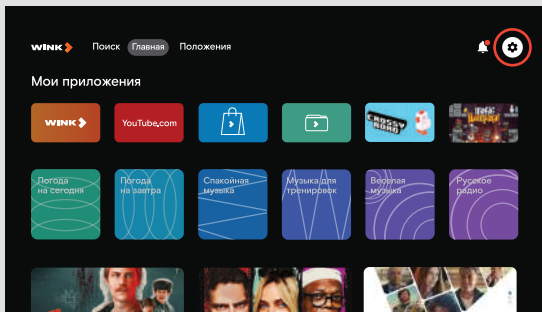 WINK
Поиск
Главная
Положения
Мои приложения
WINK
YouTube.com
CROSSY
ROAD
Погода
на сегодня
Погода
на завтра
Спокойная
музыка
Музыка для
тренировок
Веселая
музыка
Русское
радио